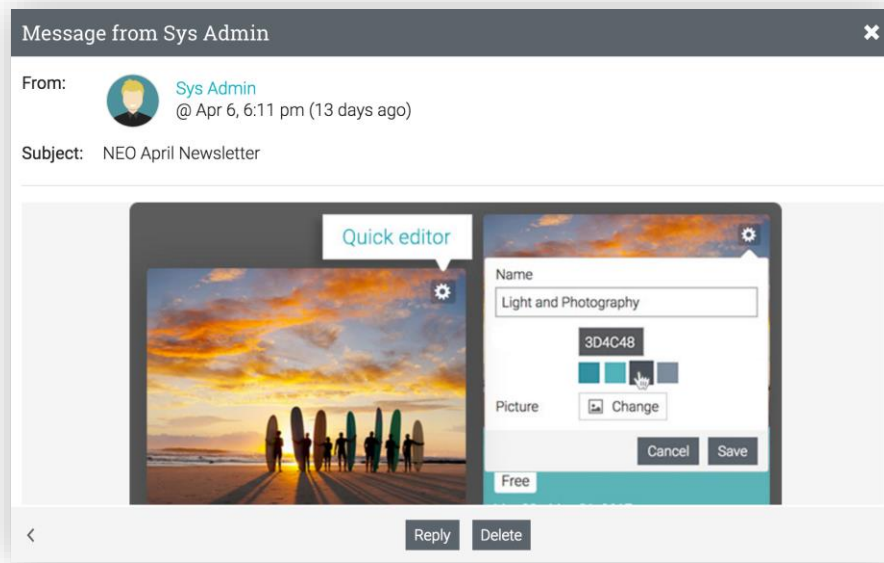 Message from Sys Admin
From:
Sys Admin
@ Apr 6, 6:11 pm (13 days ago)
Subject: NEO April Newsletter
Quick editor
Name
Light and Photography
3D4C48
Picture
Change
Cancel Save
Free
Reply Delete